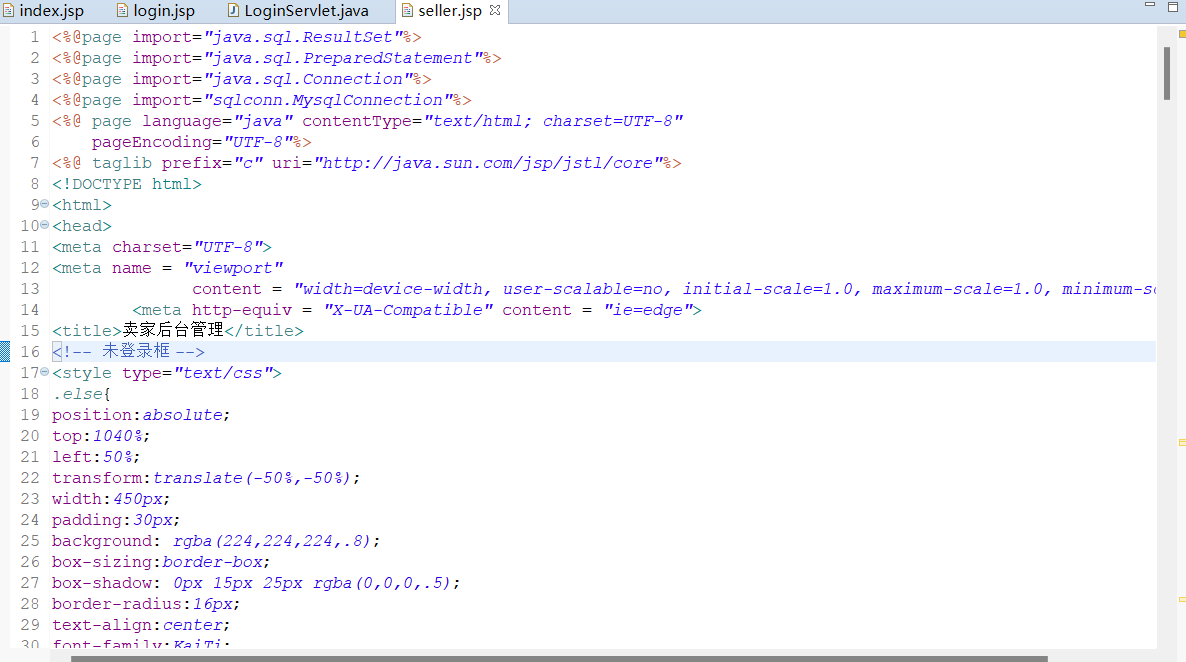 index.jsp login.jsp LoginServlet.java seller.jsp
1 <%@page import="java.sql.ResultSet"%>
2 <%@page import="java.sql.PreparedStatement"%>
3 <%@page import="java.sql.Connection"%>
4 <%@page import="sqlconn.MysqlConnection"%>
5 <%@ page language="java" contentType="text/html; charset=UTF-8"
6 pageEncoding="UTF-8"%>
7 <%@ taglib prefix="c" uri="http://java.sun.com/jsp/jstl/core"%>
8 <!DOCTYPE html>
9 <html>
10 <head>
11 <meta charset="UTF-8">
12 <meta name = "viewport"
13 content = "width=device-width, user-scalable=no, initial-scale=1.0, maximum-scale=1.0, minimum-sc
14 <meta http-equiv = "X-UA-Compatible" content = "ie=edge">
15 <title>卖家后台管理</title>
16 <!-- 未登录框 -->
17 <style type="text/css">
18 .else{
19 position:absolute;
20 top:1040%;
21 left:50%;
22 transform:translate(-50%,-50%);
23 width:450px;
24 padding:30px;
25 background: rgba(224,224,224,.8);
26 box-sizing:border-box;
27 box-shadow: 0px 15px 25px rgba(0,0,0,.5);
28 border-radius:16px;
29 text-align:center;
30 font-family:KaiTi;